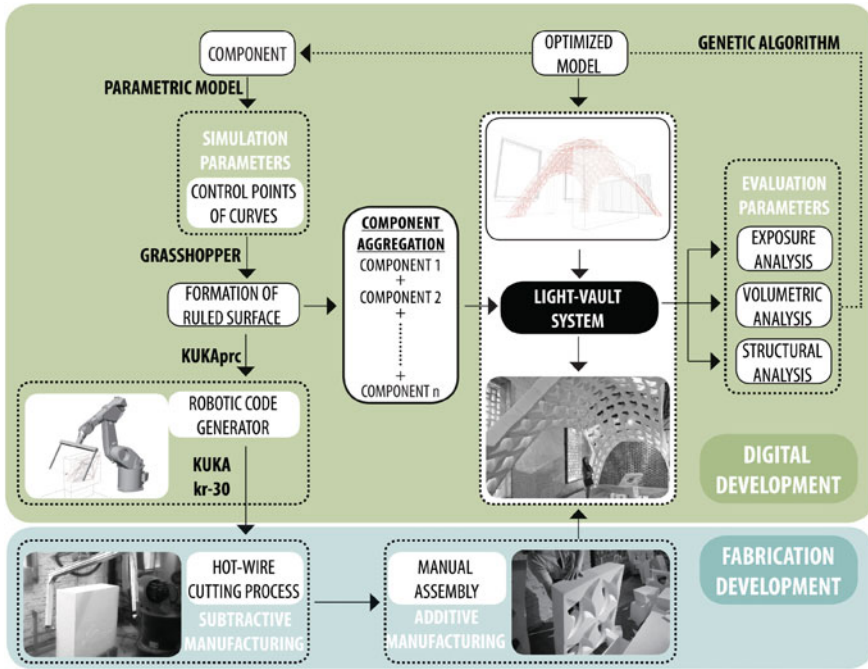 COMPONENT
OPTIMIZED
MODEL
GENETIC ALGORITHM
PARAMETRIC MODEL
SIMULATION
PARAMETERS
CONTROL POINTS
OF CURVES
GRASSHOPPER
FORMATION OF
RULED SURFACE
KUKAprc
ROBOTIC CODE
GENERATOR
KUKA
kr-30
COMPONENT
AGGREGATION
COMPONENT 1
+
COMPONENT 2
+
+
COMPONENT n
LIGHT-VAULT
SYSTEM
EVALUATION
PARAMETERS
EXPOSURE
ANALYSIS
VOLUMETRIC
ANALYSIS
STRUCTURAL
ANALYSIS
DIGITAL
DEVELOPMENT
HOT-WIRE
CUTTING PROCESS
SUBTRACTIVE
MANUFACTURING
MANUAL
ASSEMBLY
ADDITIVE
MANUFACTURING
FABRICATION
DEVELOPMENT